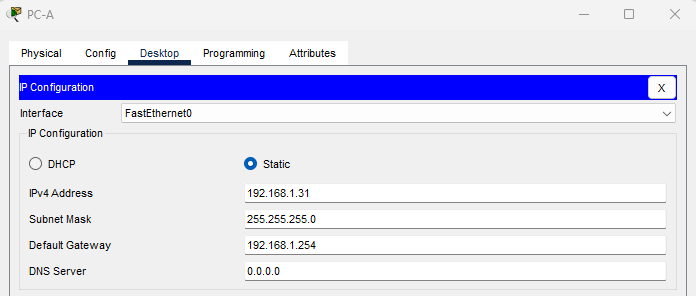 PC-A
Physical Config Desktop Programming Attributes
IP Configuration X
Interface FastEthernet0
IP Configuration
DHCP Static
IPv4 Address 192.168.1.31
Subnet Mask 255.255.255.0
Default Gateway 192.168.1.254
DNS Server 0.0.0.0